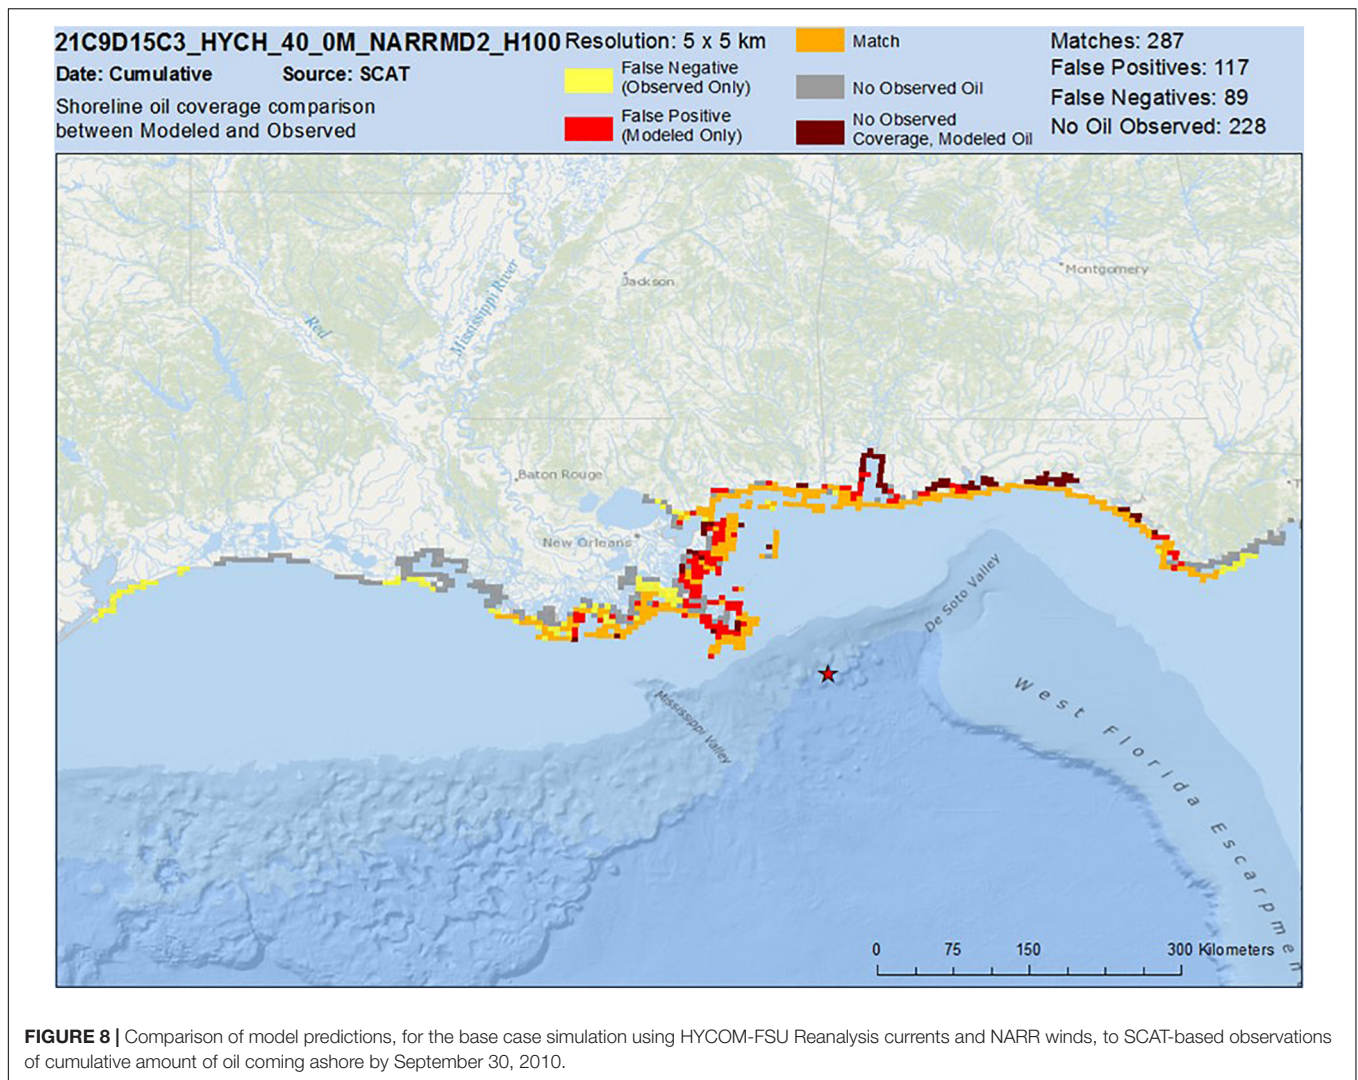 21C9D15C3_HYCH_40_0M_NARRMD2_H100
Date: Cumulative Source: SCAT
Shoreline oil coverage comparison
between Modeled and Observed
Resolution: 5 x 5 km
False Negative
(Observed Only)
False Positive
(Modeled Only)
Match
No Observed Oil
No Observed
Coverage, Modeled Oil
Matches: 287
False Positives: 117
False Negatives: 89
No Oil Observed: 228
Montgomery
Jackson
Mississippi River
Red
Baton Rouge
T
New Orleans
De Soto Valley
Mississippi Valley
West Florida Escarpmen
0 75 150 300 Kilometers
FIGURE 8 | Comparison of model predictions, for the base case simulation using HYCOM-FSU Reanalysis currents and NARR winds, to SCAT-based observations
of cumulative amount of oil coming ashore by September 30, 2010.